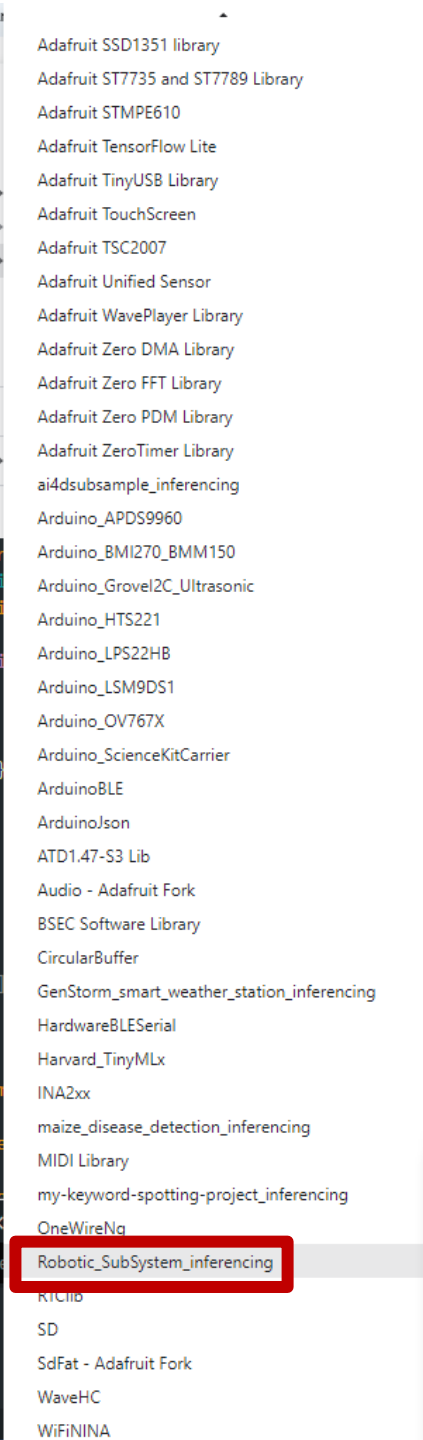 Adafruit SSD1351 library
Adafruit ST7735 and ST7789 Library
Adafruit STMPE610
Adafruit TensorFlow Lite
Adafruit TinyUSB Library
Adafruit TouchScreen
Adafruit TSC2007
Adafruit Unified Sensor
Adafruit WavePlayer Library
Adafruit Zero DMA Library
Adafruit Zero FFT Library
Adafruit Zero PDM Library
Adafruit ZeroTimer Library
ai4dsubsample_inferencing
Arduino_APDS9960
Arduino_BMI270_BMM150
Arduino_GroveI2C_Ultrasonic
Arduino_HTS221
Arduino_LPS22HB
Arduino_LSM9DS1
Arduino_OV767X
Arduino_ScienceKitCarrier
ArduinoBLE
ArduinoJson
ATD1.47-S3 Lib
Audio - Adafruit Fork
BSEC Software Library
CircularBuffer
GenStorm_smart_weather_station_inferencing
HardwareBLESerial
Harvard_TinyMLx
INA2xx
maize_disease_detection_inferencing
MIDI Library
my-keyword-spotting-project_inferencing
OneWireNg
Robotic_SubSystem_inferencing
RTClib
SD
SdFat - Adafruit Fork
WaveHC
WiFiNINA